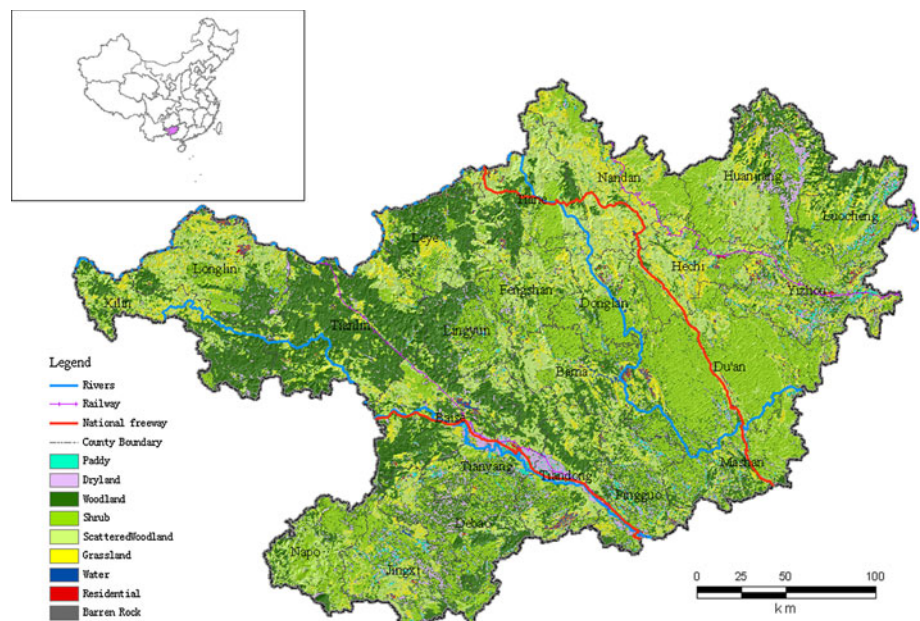 Nandan
Huanjiang
Luocheng
Leye
Hechi
Longlin
Yizhou
Xilin
Fengshan
Donglan
Tianlin
Lingyun
Legend
Bama
Du'an
Rivers
Railway
Baise
National freeway
County Boundary
Tianyang
Mashan
Paddy
Tiandong
Dryland
Pingguo
Woodland
Debao
Shrub
ScatteredWoodland
Napo
Grassland
Jingxi
Water
0 25 50 100
Residential
km
Barren Rock